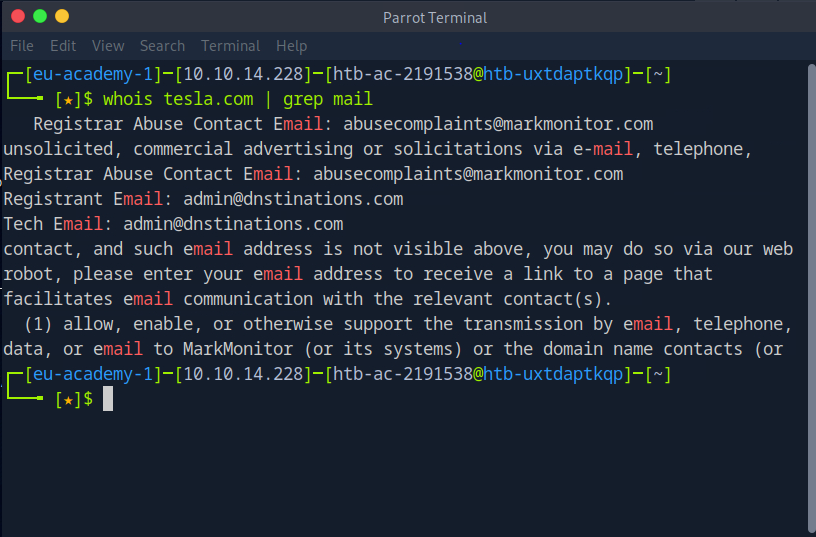 Parrot Terminal
File Edit View Search Terminal Help
┌─[eu-academy-1]─[10.10.14.228]─[htb-ac-2191538@htb-uxtdaptkqp]─[~]
└──╼ [★]$ whois tesla.com | grep mail
   Registrar Abuse Contact Email: abusecomplaints@markmonitor.com
unsolicited, commercial advertising or solicitations via e-mail, telephone,
Registrar Abuse Contact Email: abusecomplaints@markmonitor.com
Registrant Email: admin@dnstinations.com
Tech Email: admin@dnstinations.com
contact, and such email address is not visible above, you may do so via our web
robot, please enter your email address to receive a link to a page that
facilitates email communication with the relevant contact(s).
  (1) allow, enable, or otherwise support the transmission by email, telephone,
data, or email to MarkMonitor (or its systems) or the domain name contacts (or
┌─[eu-academy-1]─[10.10.14.228]─[htb-ac-2191538@htb-uxtdaptkqp]─[~]
└──╼ [★]$